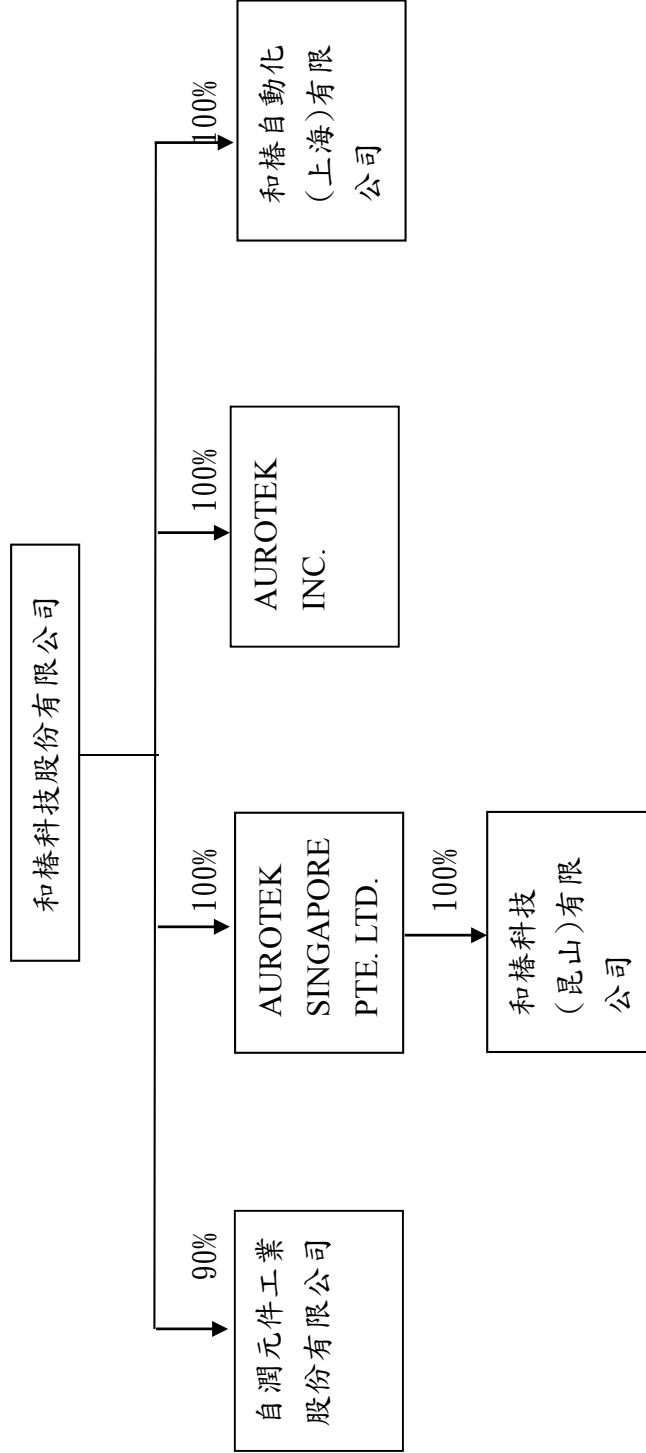 和椿科技股份有限公司
90%
100%
100%
100%
自潤元件工業
股份有限公司
AUROTEK
SINGAPORE
PTE. LTD.
AUROTEK
INC.
和椿自動化
(上海)有限
公司
100%
和椿科技
(昆山)有限
公司